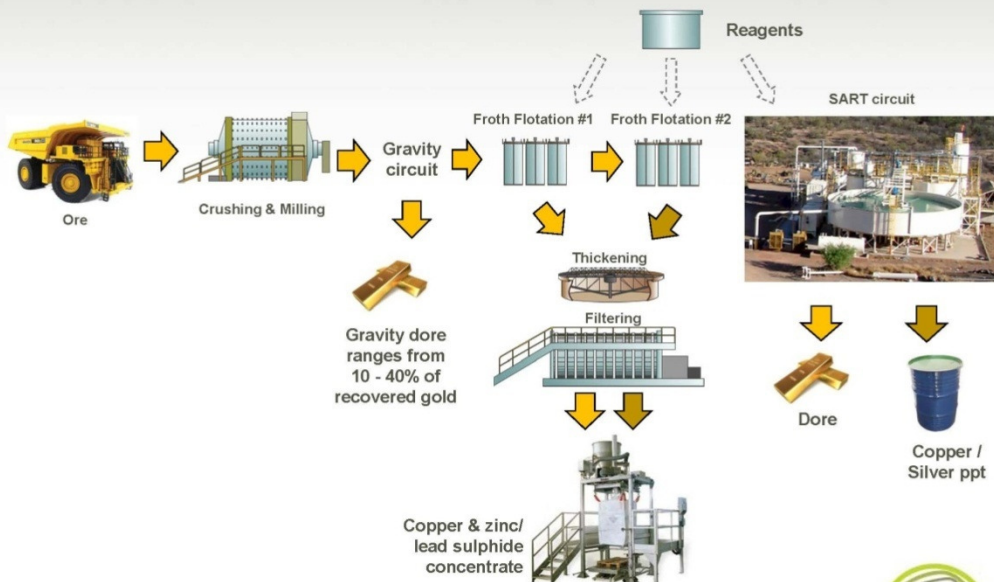 Reagents
SART circuit
Froth Flotation #1
Froth Flotation #2
Gravity
circuit
Ore
Crushing & Milling
Thickening
Filtering
Gravity dore
ranges from
10 - 40% of
recovered gold
Dore
Copper /
Silver ppt
Copper & zinc/
lead sulphide
concentrate